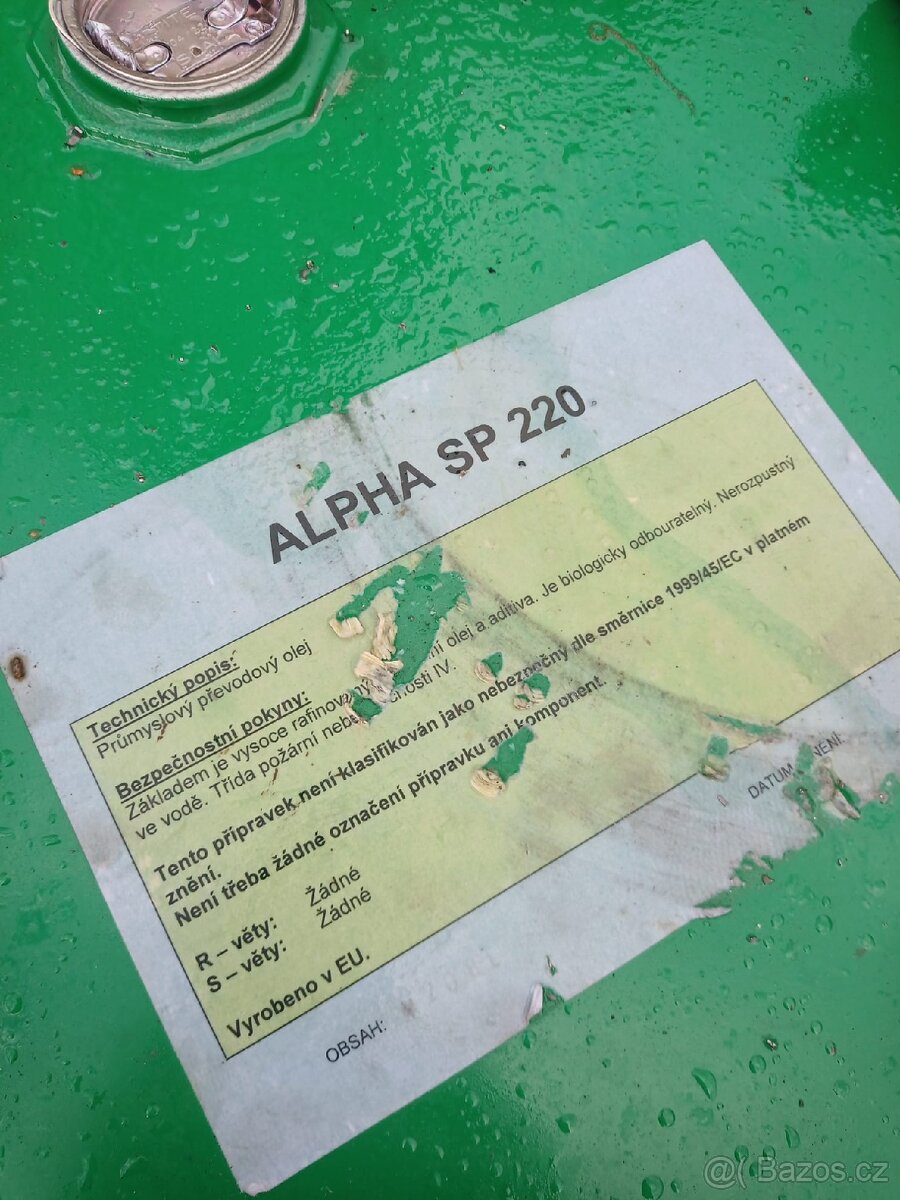 ALPHA SP 220
Technický popis:
Průmyslový převodový olej
Bezpečnostní pokyny:
Základem je vysoce rafinovaný olej a aditiva. Je biologicky odbouratelný. Nerozpustný
ve vodě. Třída požární IV.
Tento přípravek není klasifikován jako nebezpečný dle směrnice 1999/45/EC v platném
znění.
Není třeba žádné označení přípravku ani komponent.
R – věty: Žádné
S – věty: Žádné
Vyrobeno v EU.
OBSAH:
DATUM
@( Bazos.cz